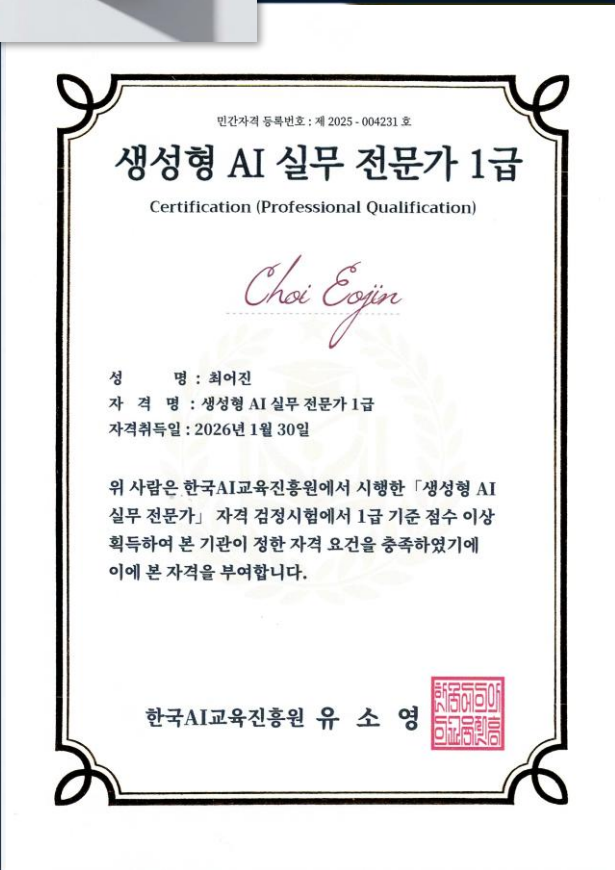 민간자격 등록번호 : 제 2025 - 004231 호
생성형 AI 실무 전문가 1급
Certification (Professional Qualification)
Choi Eojin
성 명 : 최어진
자 격 명 : 생성형 AI 실무 전문가 1급
자격취득일 : 2026년 1월 30일
위 사람은 한국AI교육진흥원에서 시행한 「생성형 AI
실무 전문가」 자격 검정시험에서 1급 기준 점수 이상
획득하여 본 기관이 정한 자격 요건을 충족하였기에
이에 본 자격을 부여합니다.
한국AI교육진흥원 유 소 영